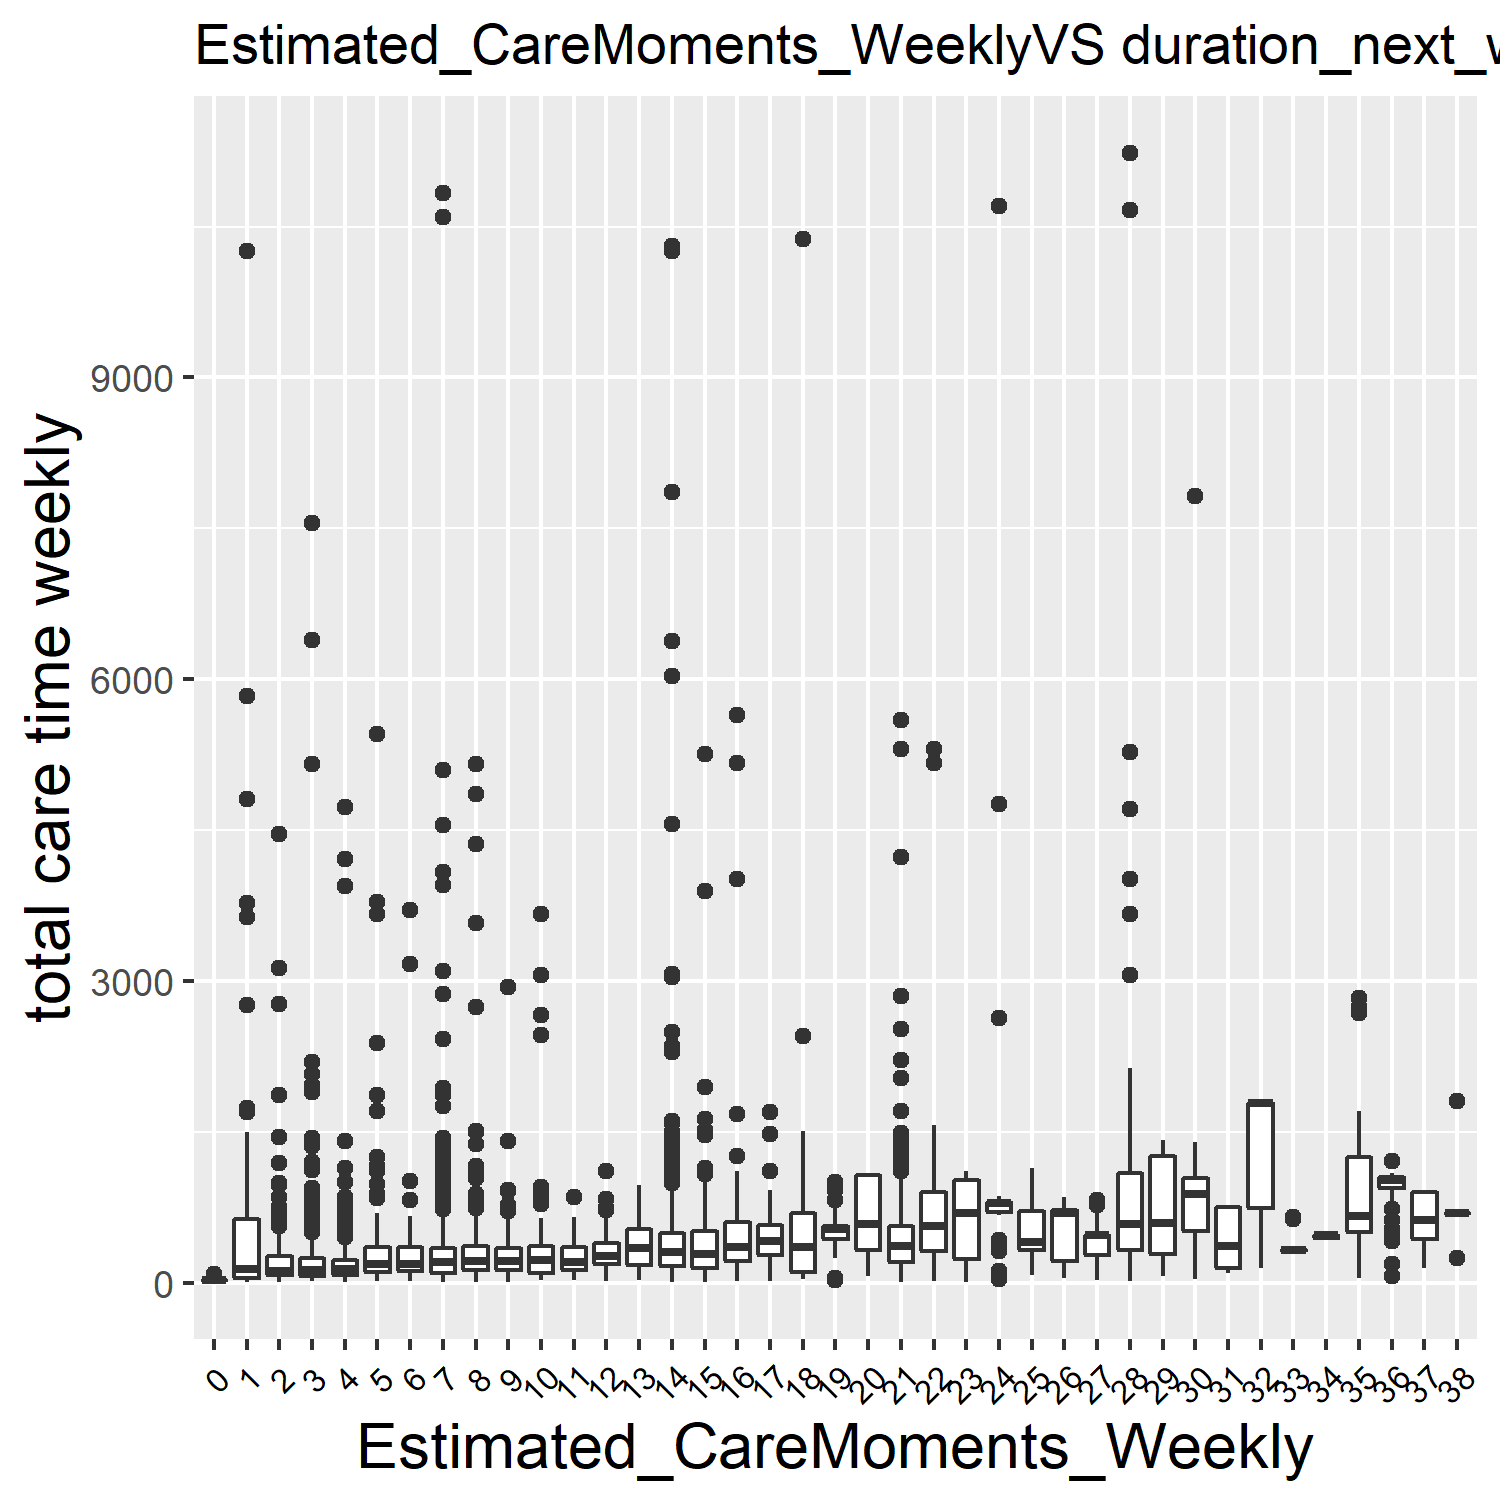 Estimated_CareMoments_WeeklyVS duration_next_w
total care time weekly
9000
6000
3000
0
0 1 2 3 4 5 6 7 8 9 10 11 12 13 14 15 16 17 18 19 20 21 22 23 24 25 26 27 28 29 30 31 32 33 34 35 36 37 38
Estimated_CareMoments_Weekly